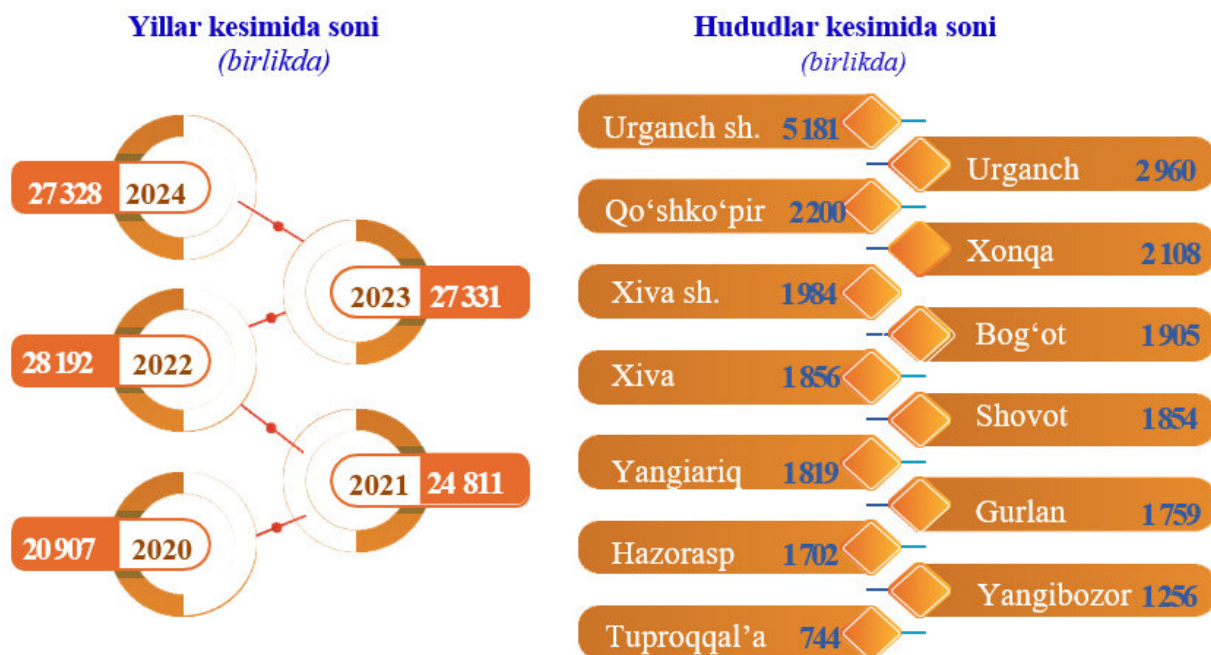 Yillar kesimida soni
(birlikda)
27 328 2024
2023 27 331
28 192 2022
2021 24 811
20 907 2020
Hududlar kesimida soni
(birlikda)
Urganch sh. 5 181
Urganch 2 960
Qo‘shko‘pir 2 200
Xonqa 2 108
Xiva sh. 1 984
Bog‘ot 1 905
Xiva 1 856
Shovot 1 854
Yangiariq 1 819
Gurlan 1 759
Hazorasp 1 702
Yangibozor 1 256
Tuproqqal’a 744